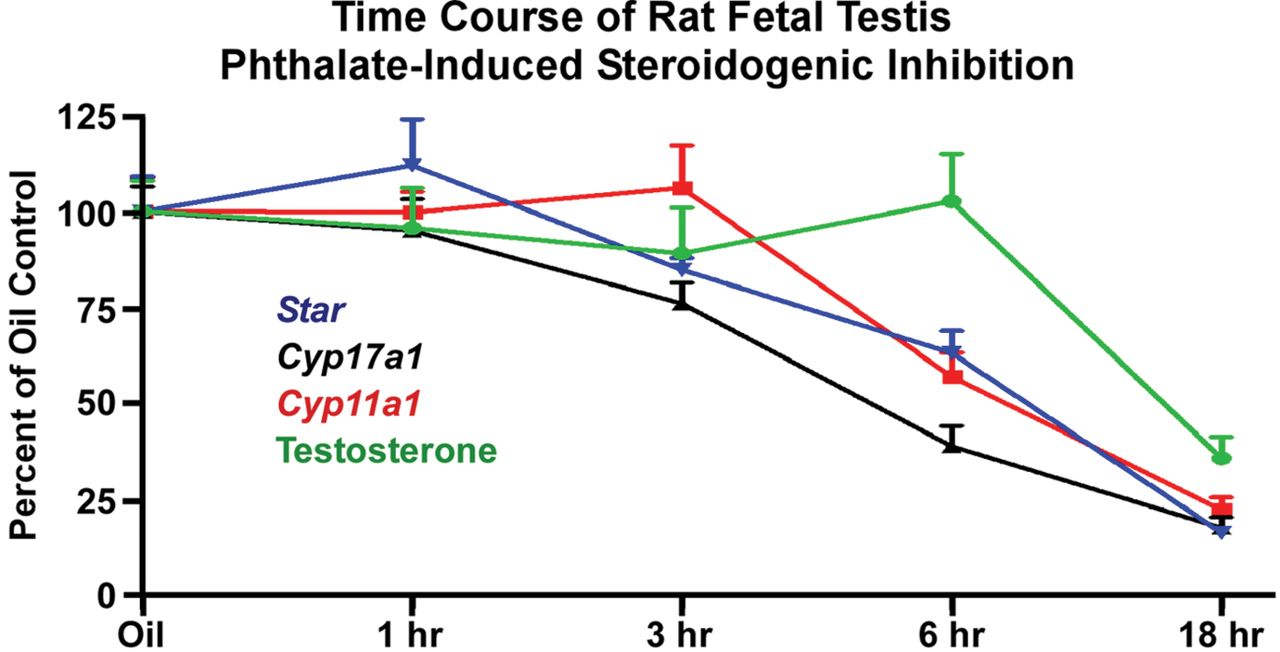 Time Course of Rat Fetal Testis
Phthalate-Induced Steroidogenic Inhibition
Percent of Oil Control
125
100
75
50
25
0
Star
Cyp17a1
Cyp11a1
Testosterone
Oil
1 hr
3 hr
6 hr
18 hr